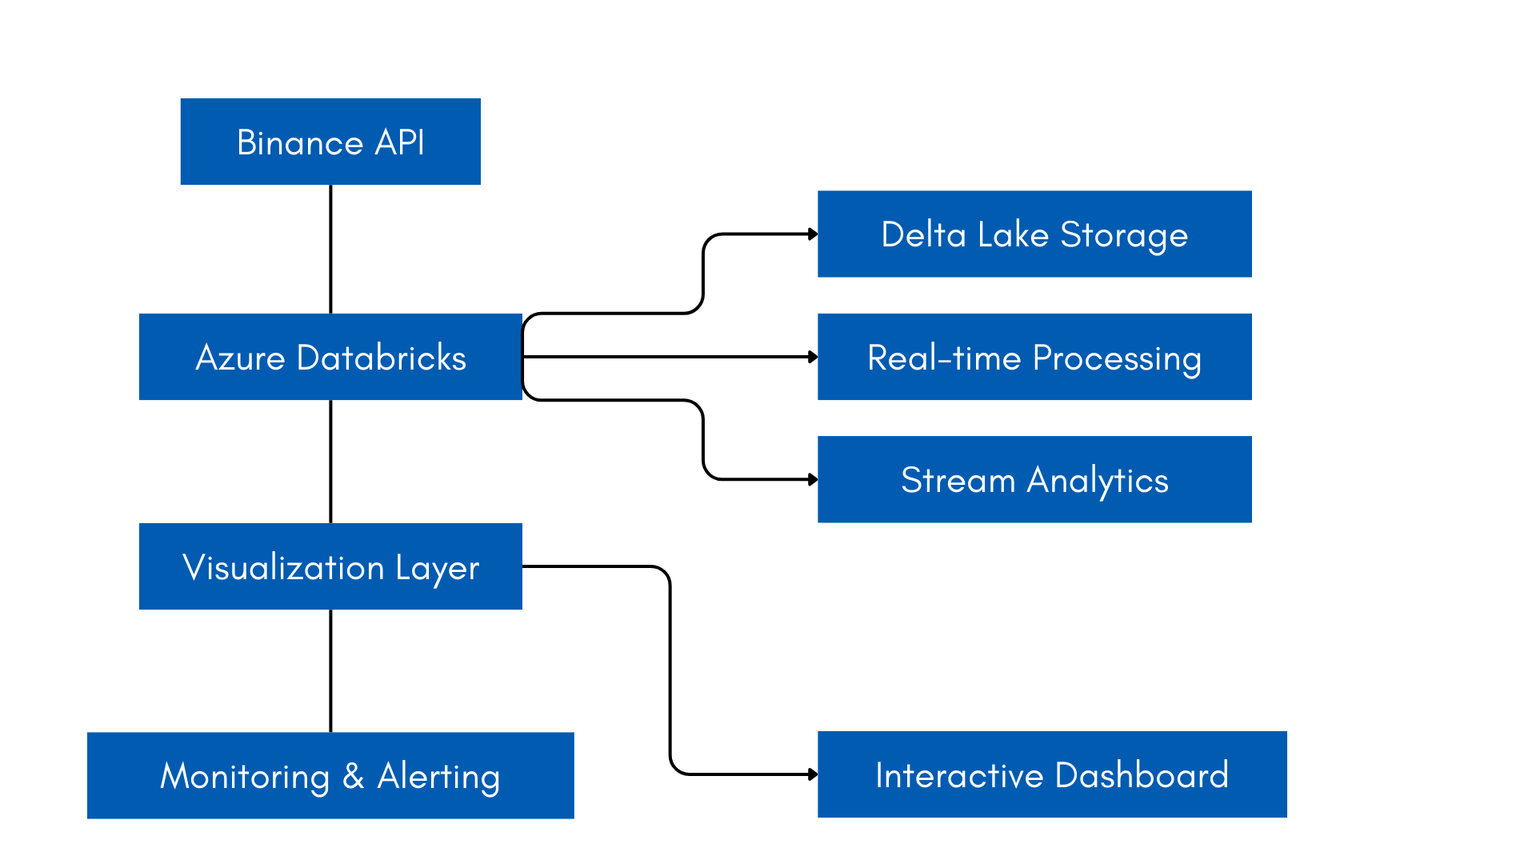 Binance API
Delta Lake Storage
Azure Databricks
Real-time Processing
Stream Analytics
Visualization Layer
Monitoring & Alerting
Interactive Dashboard